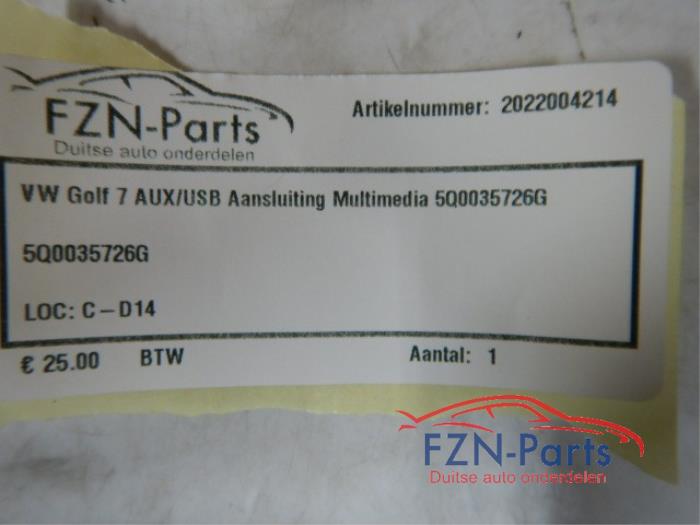 FZN-Parts
Duitse auto onderdelen
Artikelnummer: 2022004214
VW Golf 7 AUX/USB Aansluiting Multimedia 5Q0035726G
5Q0035726G
LOC: C-D14
€ 25.00 BTW Aantal: 1
FZN-Parts
Duitse auto onderdelen